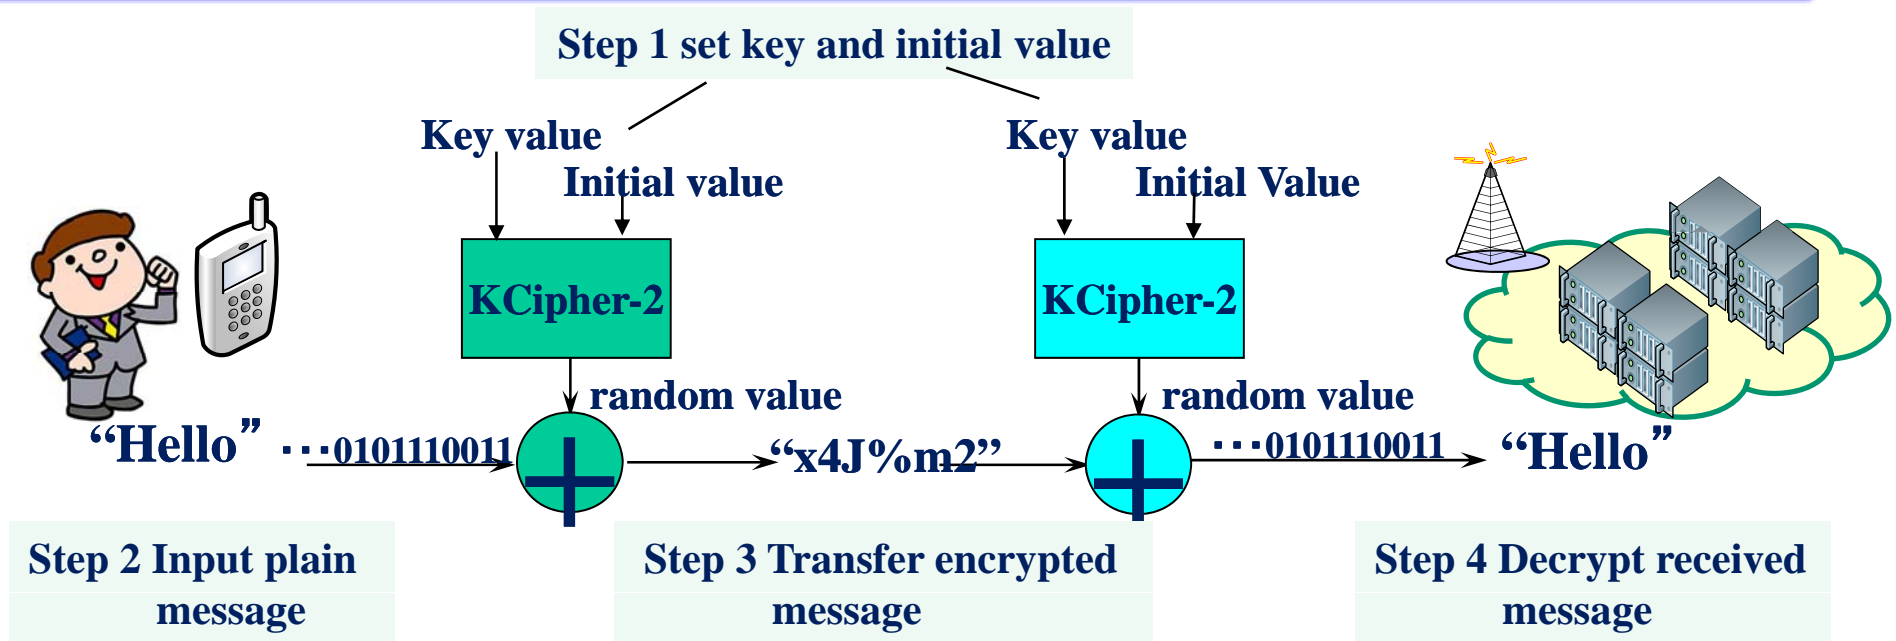 Step 1 set key and initial value
Key value
Initial value
Key value
Initial Value
KCipher-2
KCipher-2
random value
random value
“Hello”
···0101110011
“x4J%m2”
···0101110011
“Hello”
Step 2 Input plain
message
Step 3 Transfer encrypted
message
Step 4 Decrypt received
message